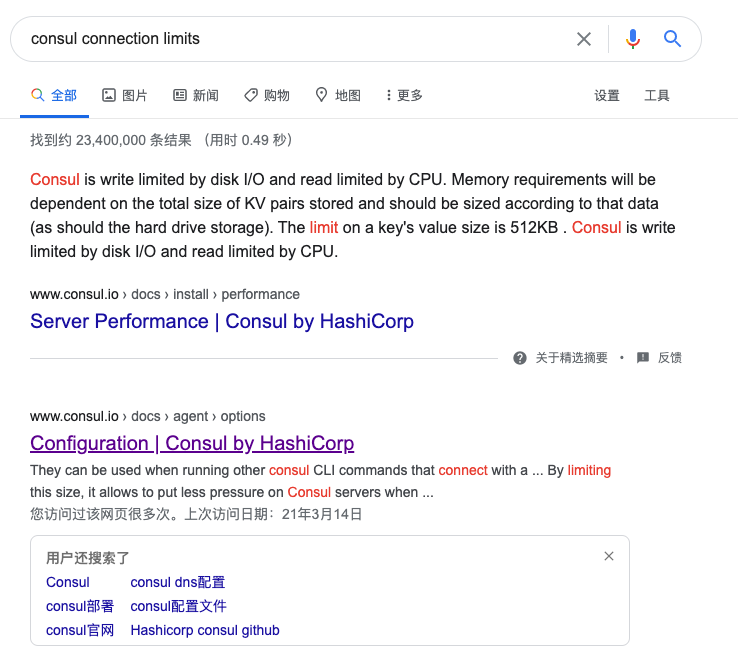 consul connection limits
全部 图片 新闻 购物 地图 更多 设置 工具
找到约 23,400,000 条结果 （用时 0.49 秒）
Consul is write limited by disk I/O and read limited by CPU. Memory requirements will be
dependent on the total size of KV pairs stored and should be sized according to that data
(as should the hard drive storage). The limit on a key's value size is 512KB . Consul is write
limited by disk I/O and read limited by CPU.
www.consul.io › docs › install › performance
Server Performance | Consul by HashiCorp
关于精选摘要 • 反馈
www.consul.io › docs › agent › options
Configuration | Consul by HashiCorp
They can be used when running other consul CLI commands that connect with a ... By limiting
this size, it allows to put less pressure on Consul servers when ...
您访问过该网页很多次。上次访问日期：21年3月14日
用户还搜索了
Consul consul dns配置
consul部署 consul配置文件
consul官网 Hashicorp consul github